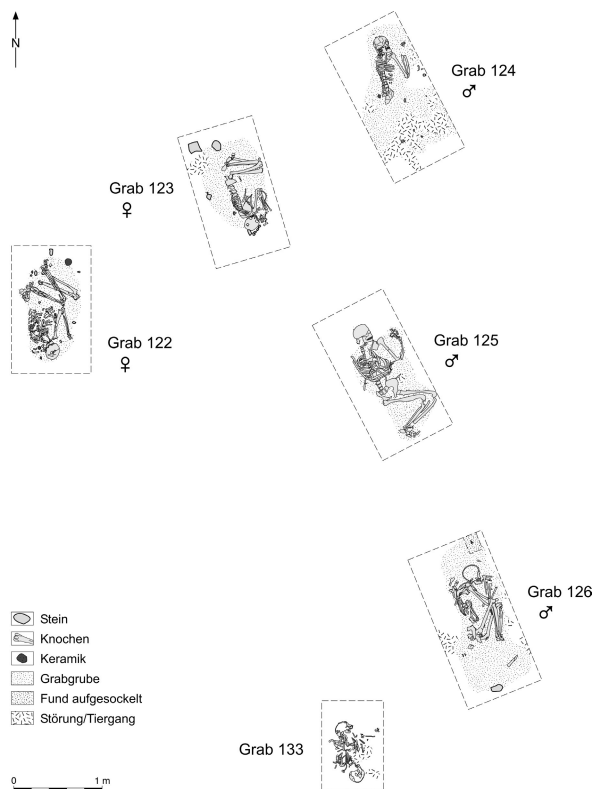 N
Grab 124
♂
Grab 123
♀
Grab 122
♀
Grab 125
♂
Grab 126
♂
Stein
Knochen
Keramik
Grabgrube
Fund aufgesockelt
Störung/Tiergang
Grab 133
0 1 m